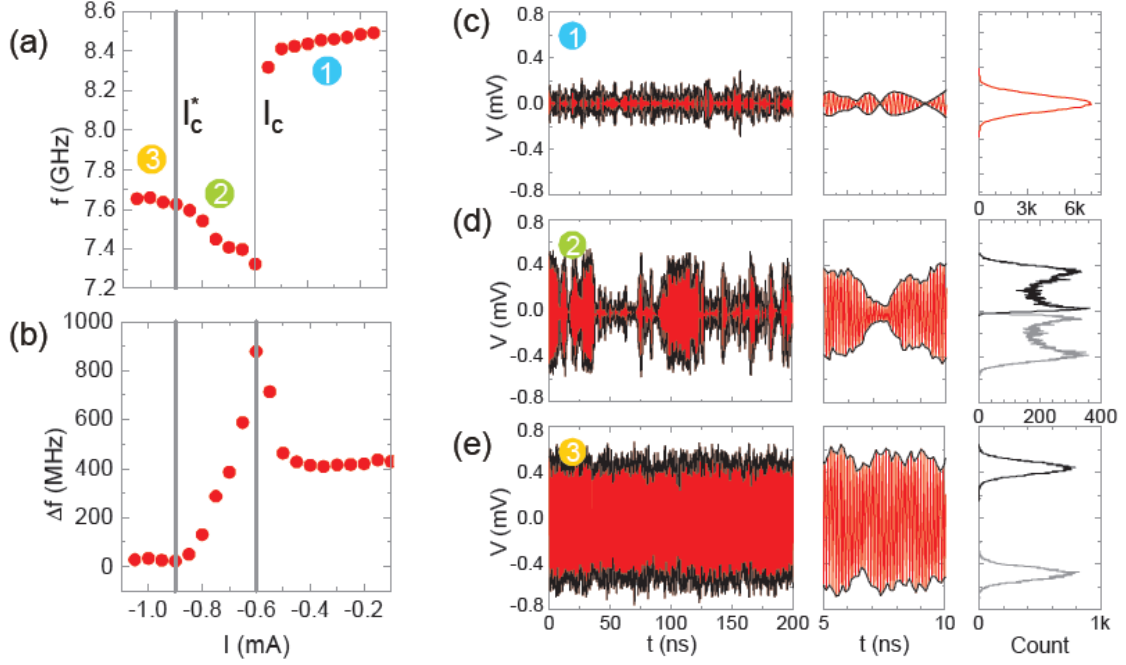 (a)
8.6
8.4
8.2
8.0
7.8
7.6
7.4
7.2
f (GHz)
I*c
Ic
1
2
3
(b)
1000
800
600
400
200
0
Δf (MHz)
-1.0 -0.8 -0.6 -0.4 -0.2
I (mA)
(c)
1
0.8
0.4
0.0
-0.4
-0.8
V (mV)
0 3k 6k
(d)
2
0.8
0.4
0.0
-0.4
-0.8
V (mV)
0 200 400
(e)
3
0.8
0.4
0.0
-0.4
-0.8
V (mV)
0 50 100 150 200
t (ns)
5 10
t (ns)
0 1k
Count